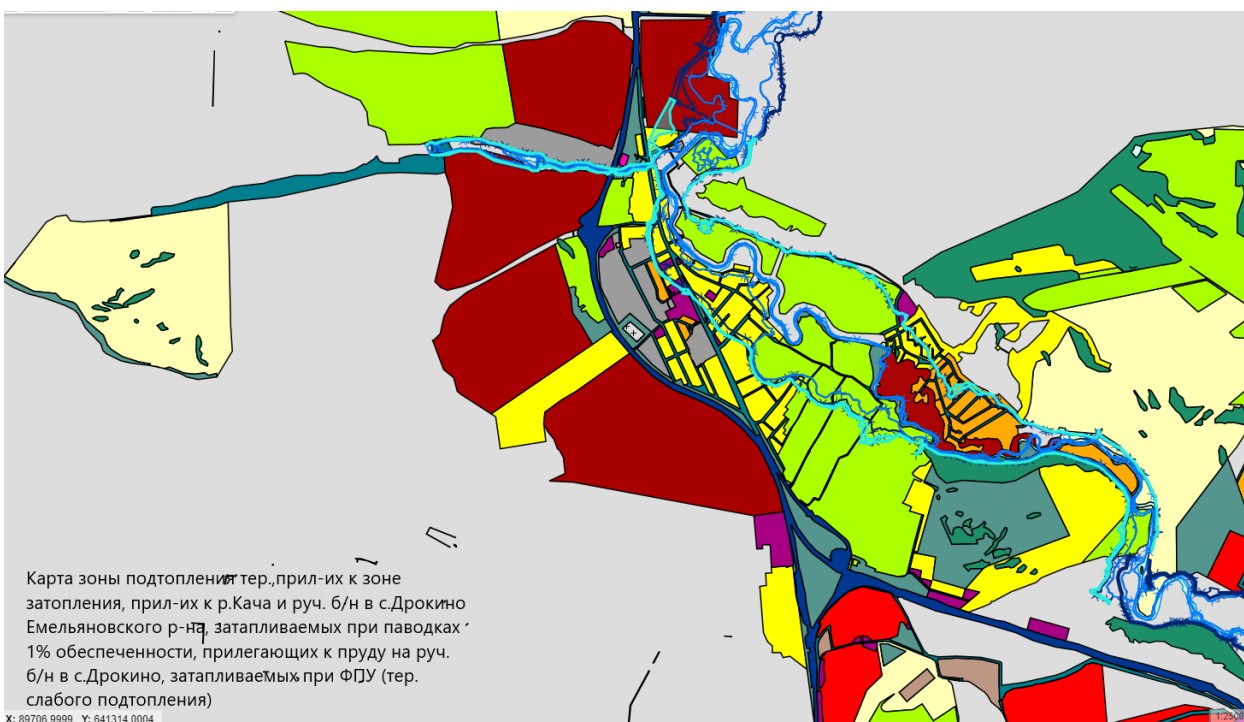 Карта зоны подтопления тер.,прил-их к зоне
затопления, прил-их к р.Кача и руч. б/н в с.Дрокино
Емельяновского р-на, затапливаемых при паводках
1% обеспеченности, прилегающих к пруду на руч.
б/н в с.Дрокино, затапливаемых при ФПУ (тер.
слабого подтопления)
X: 89706.9999 Y: 641314.0004